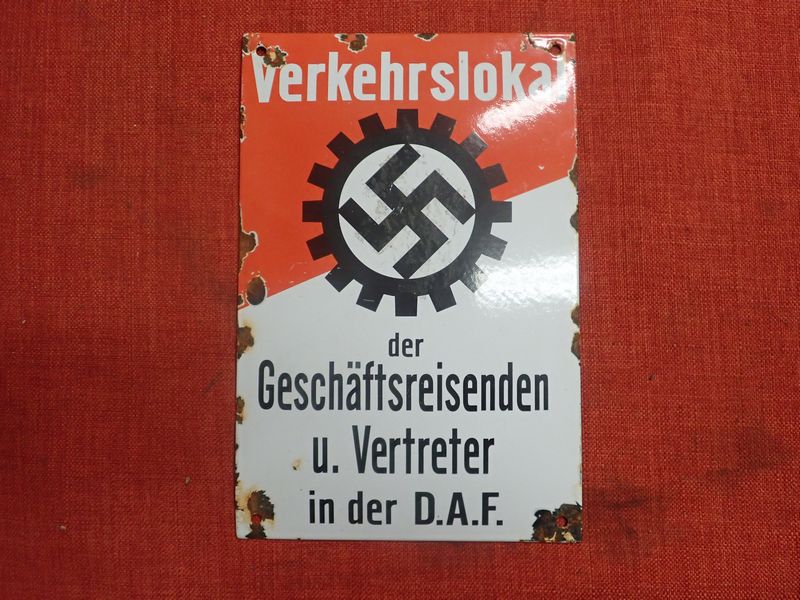 Verkehrslokal
der
Geschäftsreisenden
u. Vertreter
in der D.A.F.